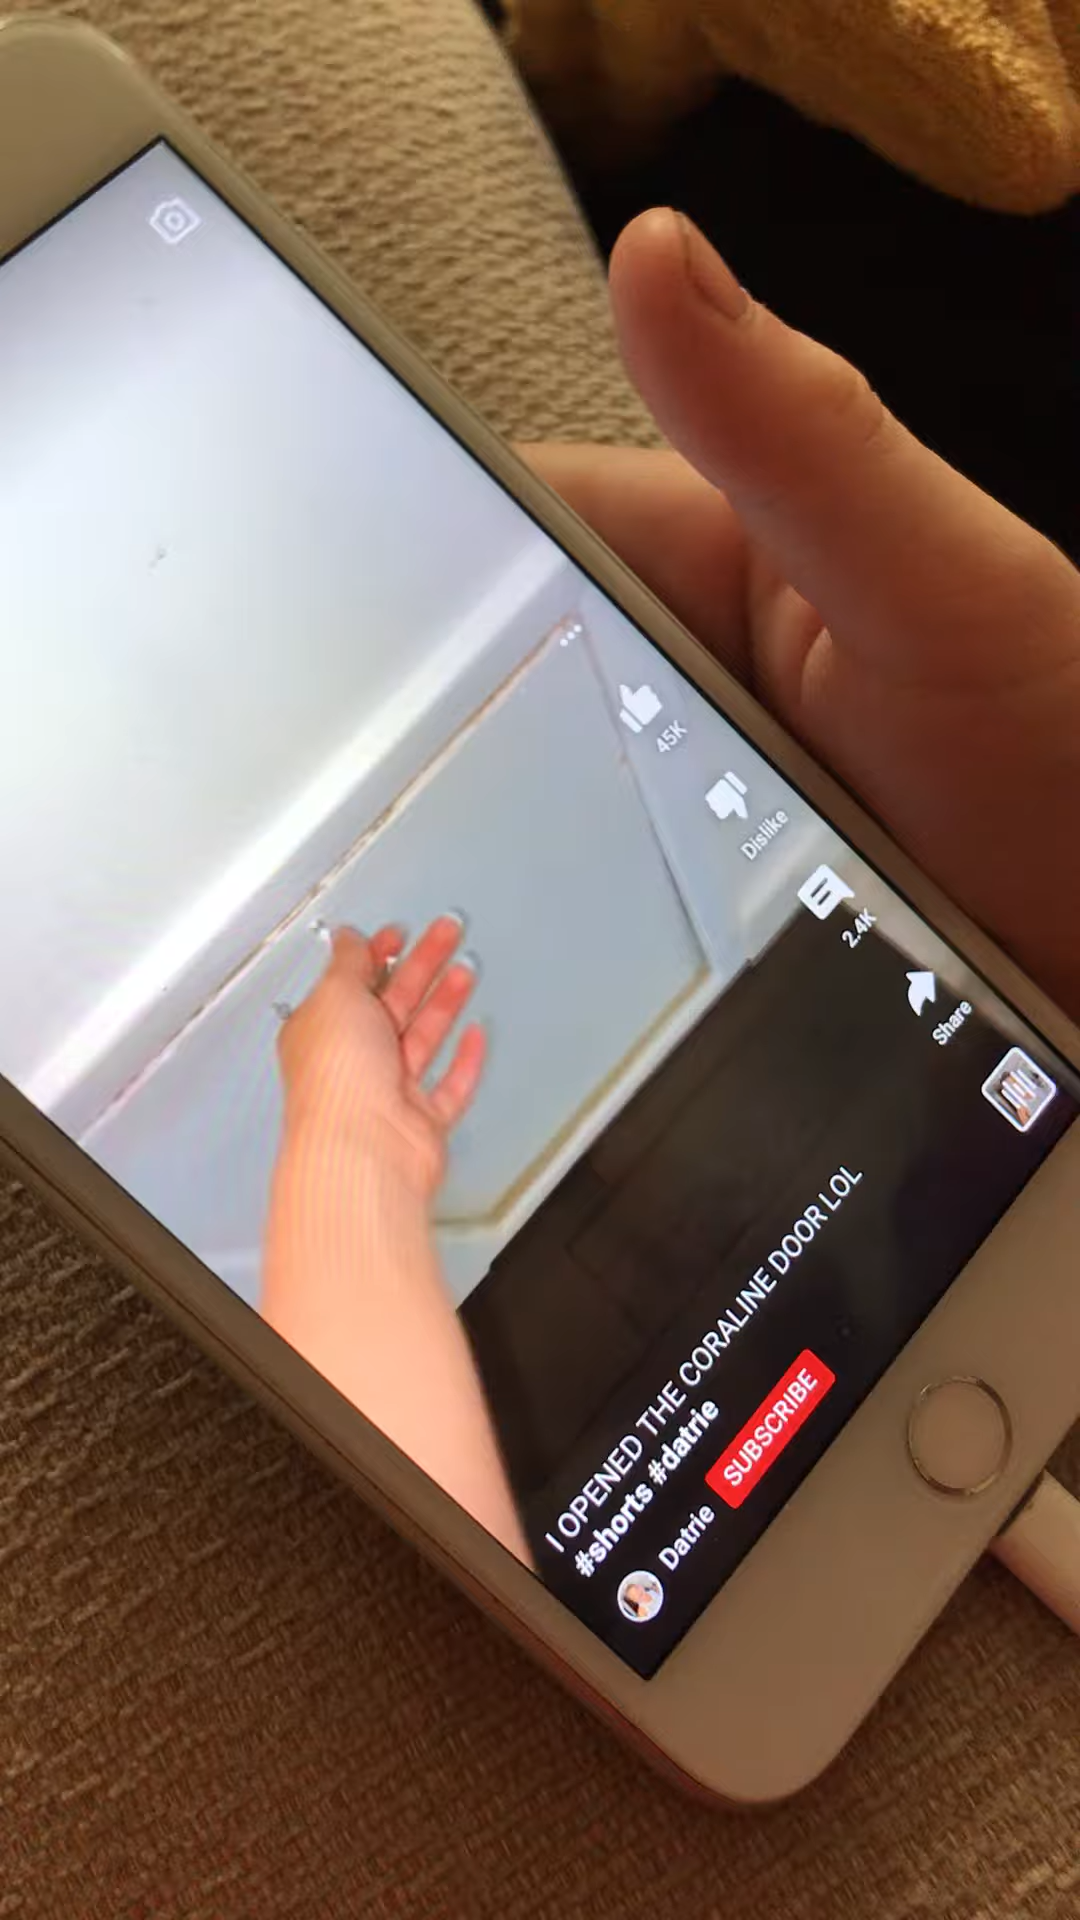 45K
Dislike
2.4K
Share
I OPENED THE CORALINE DOOR LOL
#shorts #datrie
Datrie
SUBSCRIBE